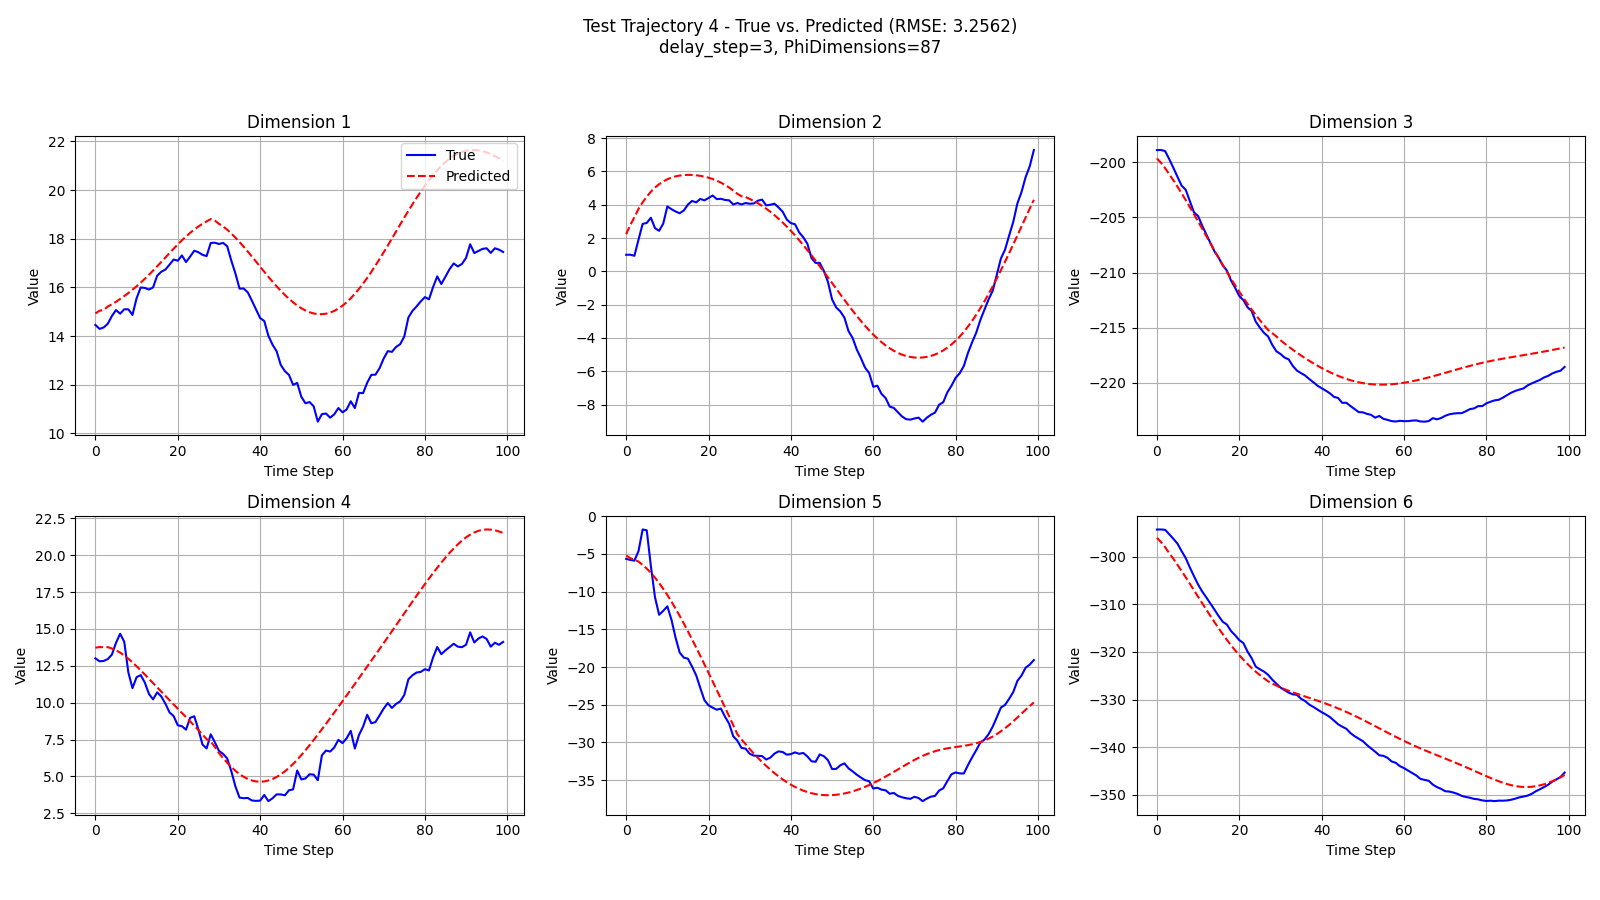 Test Trajectory 4 - True vs. Predicted (RMSE: 3.2562)
delay_step=3, PhiDimensions=87
Dimension 1
22
20
18
16
14
12
10
Value
0 20 40 60 80 100
Time Step
True
Predicted
Dimension 2
8
6
4
2
0
−2
−4
−6
−8
Value
0 20 40 60 80 100
Time Step
Dimension 3
−200
−205
−210
−215
−220
Value
0 20 40 60 80 100
Time Step
Dimension 4
22.5
20.0
17.5
15.0
12.5
10.0
7.5
5.0
2.5
Value
0 20 40 60 80 100
Time Step
Dimension 5
0
−5
−10
−15
−20
−25
−30
−35
Value
0 20 40 60 80 100
Time Step
Dimension 6
−300
−310
−320
−330
−340
−350
Value
0 20 40 60 80 100
Time Step